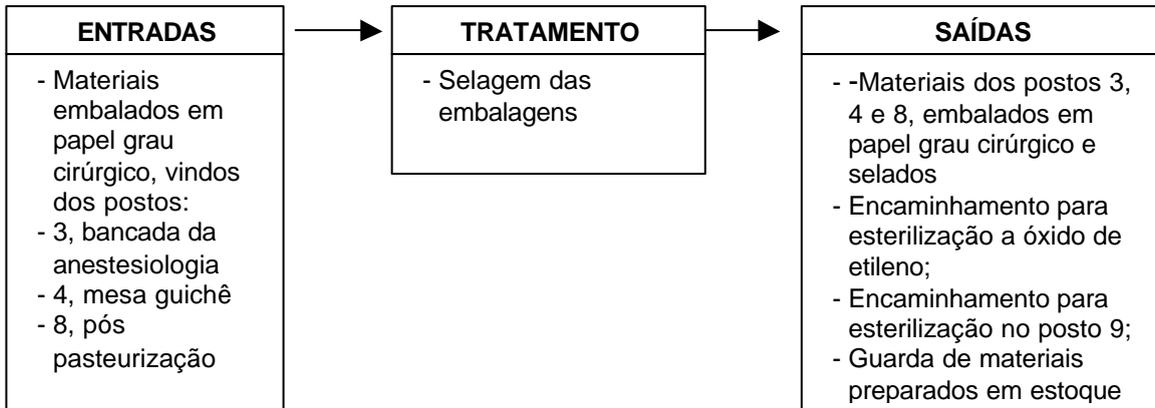 ENTRADAS
- Materiais
embalados em
papel grau
cirúrgico, vindos
dos postos:
- 3, bancada da
anestesiologia
- 4, mesa guichê
- 8, pós
pasteurização
TRATAMENTO
- Selagem das
embalagens
SAÍDAS
- -Materiais dos postos 3,
4 e 8, embalados em
papel grau cirúrgico e
selados
- Encaminhamento para
esterilização a óxido de
etileno;
- Encaminhamento para
esterilização no posto 9;
- Guarda de materiais
preparados em estoque